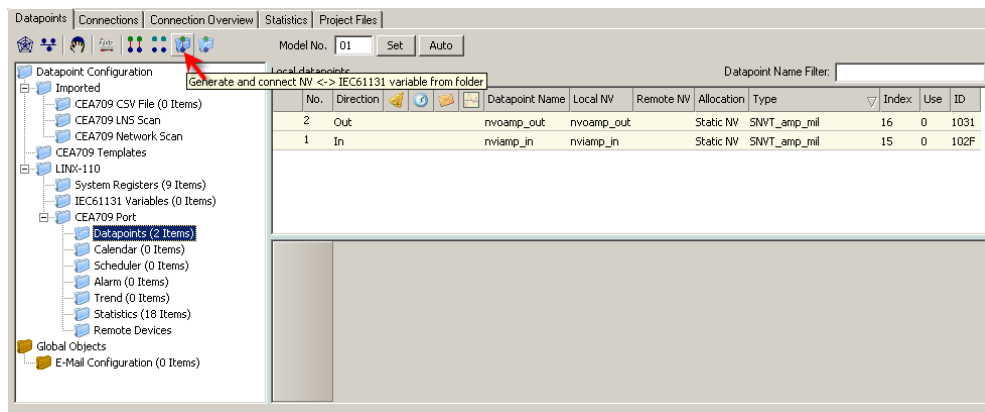 Datapoints Connections Connection Overview Statistics Project Files
Model No. 01 Set Auto
Datapoint Configuration
Imported
CEA709 CSV File (0 Items)
CEA709 LNS Scan
CEA709 Network Scan
CEA709 Templates
LINX-110
System Registers (9 Items)
IEC61131 Variables (0 Items)
CEA709 Port
Datapoints (2 Items)
Calendar (0 Items)
Scheduler (0 Items)
Alarm (0 Items)
Trend (0 Items)
Statistics (18 Items)
Remote Devices
Global Objects
E-Mail Configuration (0 Items)
Local datapoints Datapoint Name Filter:
Generate and connect NV <-> IEC61131 variable from folder
No. Direction Datapoint Name Local NV Remote NV Allocation Type Index Use ID
2 Out nvoamp_out nvoamp_out Static NV SNVT_amp_mil 16 0 1031
1 In nviamp_in nviamp_in Static NV SNVT_amp_mil 15 0 102F